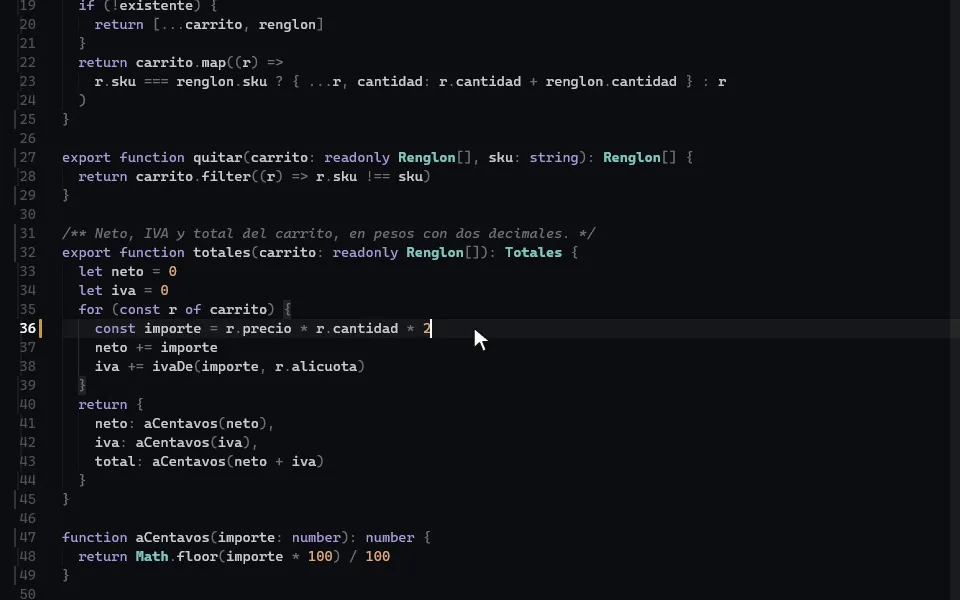 19 if (!existente) {
20 return [...carrito, renglon]
21 }
22 return carrito.map((r) =>
23 r.sku === renglon.sku ? { ...r, cantidad: r.cantidad + renglon.cantidad } : r
24 )
25 }
26
27 export function quitar(carrito: readonly Renglon[], sku: string): Renglon[] {
28 return carrito.filter((r) => r.sku !== sku)
29 }
30
31 /** Neto, IVA y total del carrito, en pesos con dos decimales. */
32 export function totales(carrito: readonly Renglon[]): Totales {
33 let neto = 0
34 let iva = 0
35 for (const r of carrito) {
36 const importe = r.precio * r.cantidad * 2
37 neto += importe
38 iva += ivaDe(importe, r.alicuota)
39 }
40 return {
41 neto: aCentavos(neto),
42 iva: aCentavos(iva),
43 total: aCentavos(neto + iva)
44 }
45 }
46
47 function aCentavos(importe: number): number {
48 return Math.floor(importe * 100) / 100
49 }
50